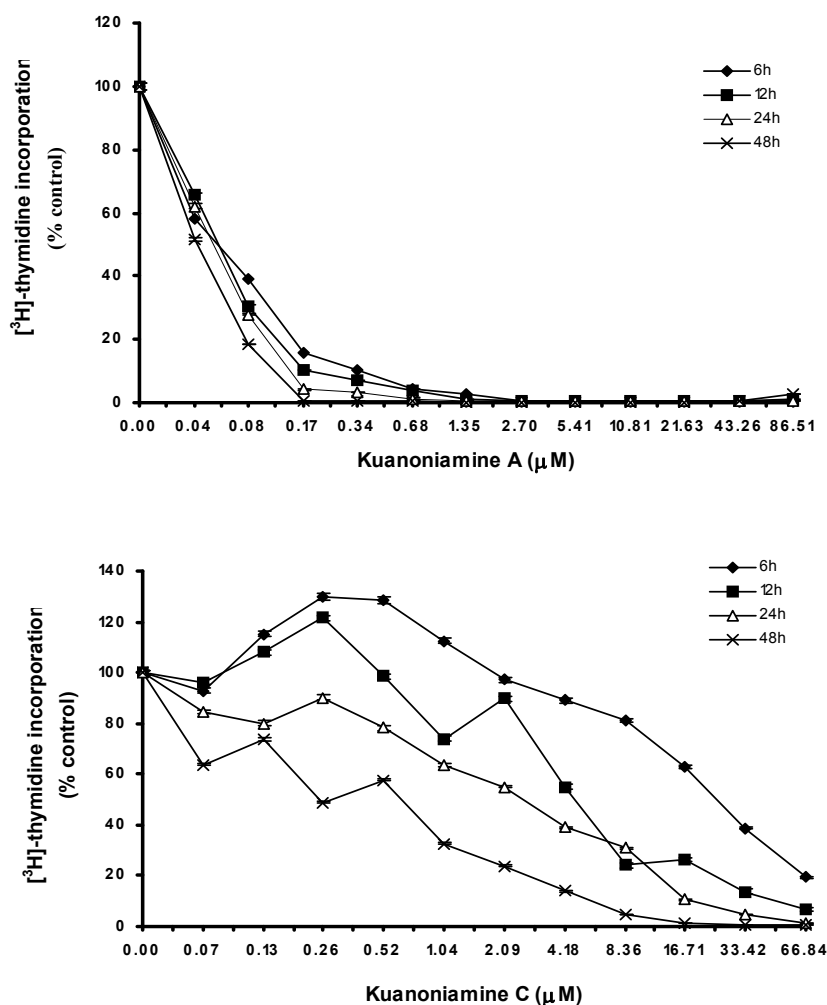 120
100
80
60
40
20
0
[³H]-thymidine incorporation
(% control)
6h
12h
24h
48h
0.00 0.04 0.08 0.17 0.34 0.68 1.35 2.70 5.41 10.81 21.63 43.26 86.51
Kuanoniamine A (μM)
140
120
100
80
60
40
20
0
[³H]-thymidine incorporation
(% control)
6h
12h
24h
48h
0.00 0.07 0.13 0.26 0.52 1.04 2.09 4.18 8.36 16.71 33.42 66.84
Kuanoniamine C (μM)